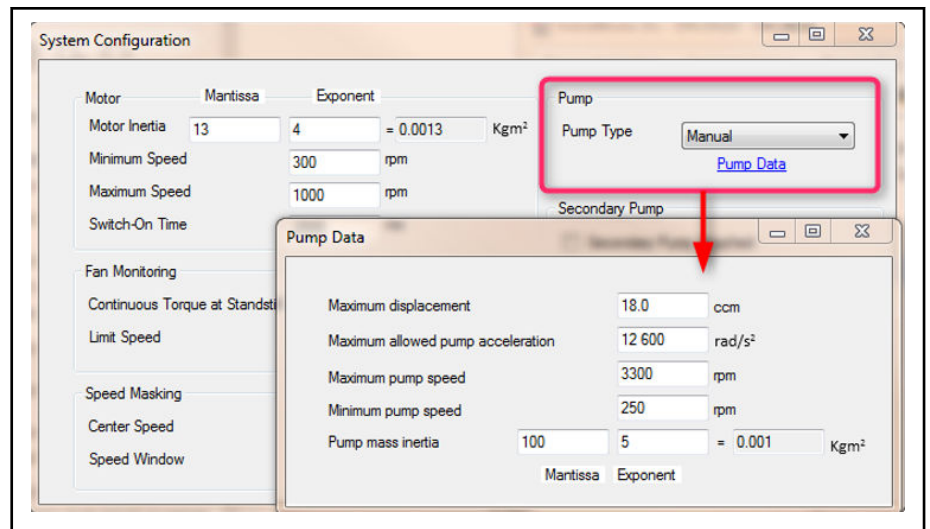 System Configuration
Motor Mantissa Exponent
Motor Inertia 13 4 = 0.0013 Kgm²
Minimum Speed 300 rpm
Maximum Speed 1000 rpm
Switch-On Time
Fan Monitoring
Continuous Torque at Standsti
Limit Speed
Speed Masking
Center Speed
Speed Window
Pump
Pump Type Manual
Pump Data
Secondary Pump
Pump Data
Maximum displacement 18.0 ccm
Maximum allowed pump acceleration 12 600 rad/s²
Maximum pump speed 3300 rpm
Minimum pump speed 250 rpm
Pump mass inertia 100 5 = 0.001 Kgm²
Mantissa Exponent